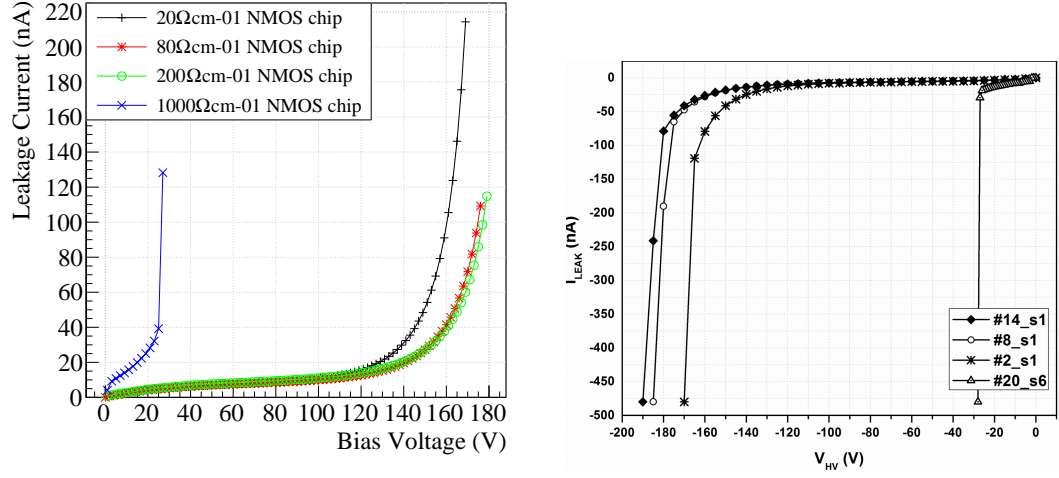 Leakage Current (nA)
220
200
180
160
140
120
100
80
60
40
20
0
20Ωcm-01 NMOS chip
80Ωcm-01 NMOS chip
200Ωcm-01 NMOS chip
1000Ωcm-01 NMOS chip
0 20 40 60 80 100 120 140 160 180
Bias Voltage (V)
I_LEAK (nA)
0
-50
-100
-150
-200
-250
-300
-350
-400
-450
-500
#14_s1
#8_s1
#2_s1
#20_s6
-200 -180 -160 -140 -120 -100 -80 -60 -40 -20 0
V_HV (V)